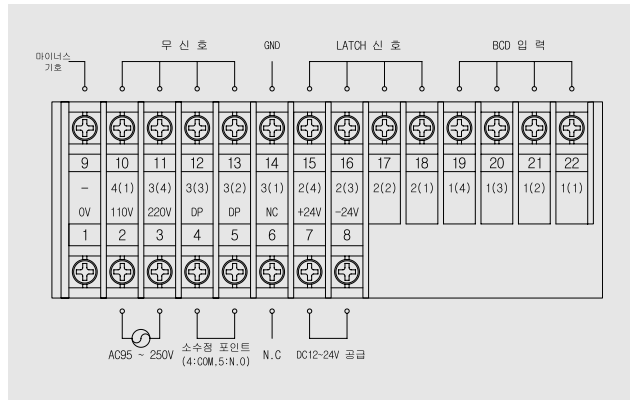 무 신 호 GND LATCH 신 호 BCD 입 력
마이너스
기호
9 10 11 12 13 14 15 16 17 18 19 20 21 22
- 4(1) 3(4) 3(3) 3(2) 3(1) 2(4) 2(3) 2(2) 2(1) 1(4) 1(3) 1(2) 1(1)
0V 110V 220V DP DP NC +24V -24V
1 2 3 4 5 6 7 8
AC95 ~ 250V 소수정 포인트 N.C DC12~24V 공급
(4:COM,5:N.0)